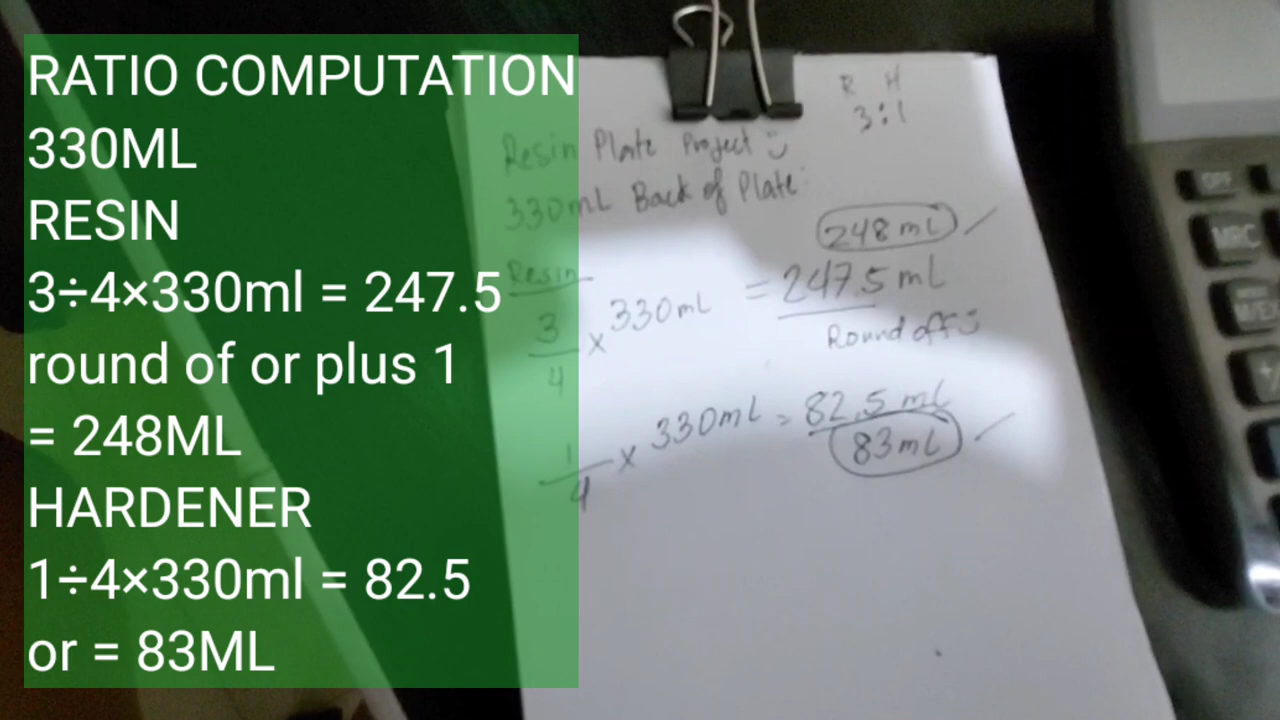 RATIO COMPUTATION
330ML
RESIN
3÷4×330ml = 247.5
round of or plus 1
= 248ML
HARDENER
1÷4×330ml = 82.5
or = 83ML
R H
3:1
Resin Plate Project
330mL Back of Plate
248 mL
Resin
3/4 x 330mL = 247.5 mL
Round off
1/4 x 330mL = 82.5 mL
83mL
OFF
MRC